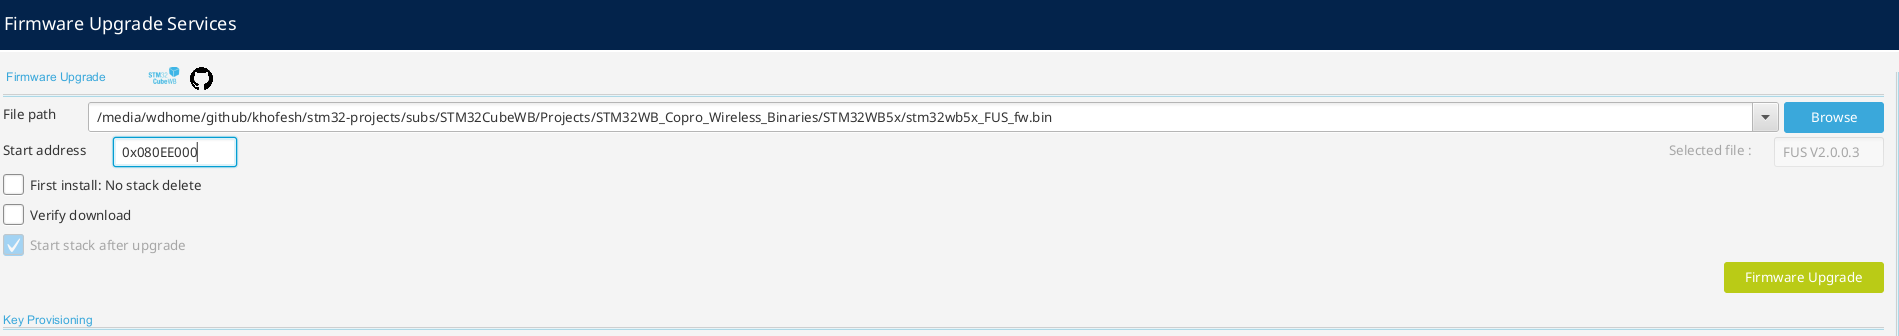 Firmware Upgrade Services
Firmware Upgrade STM32 CubeWB
File path /media/wdhome/github/khofesh/stm32-projects/subs/STM32CubeWB/Projects/STM32WB_Copro_Wireless_Binaries/STM32WB5x/stm32wb5x_FUS_fw.bin Browse
Start address 0x080EE000 Selected file : FUS V2.0.0.3
First install: No stack delete
Verify download
Start stack after upgrade
Firmware Upgrade
Key Provisioning